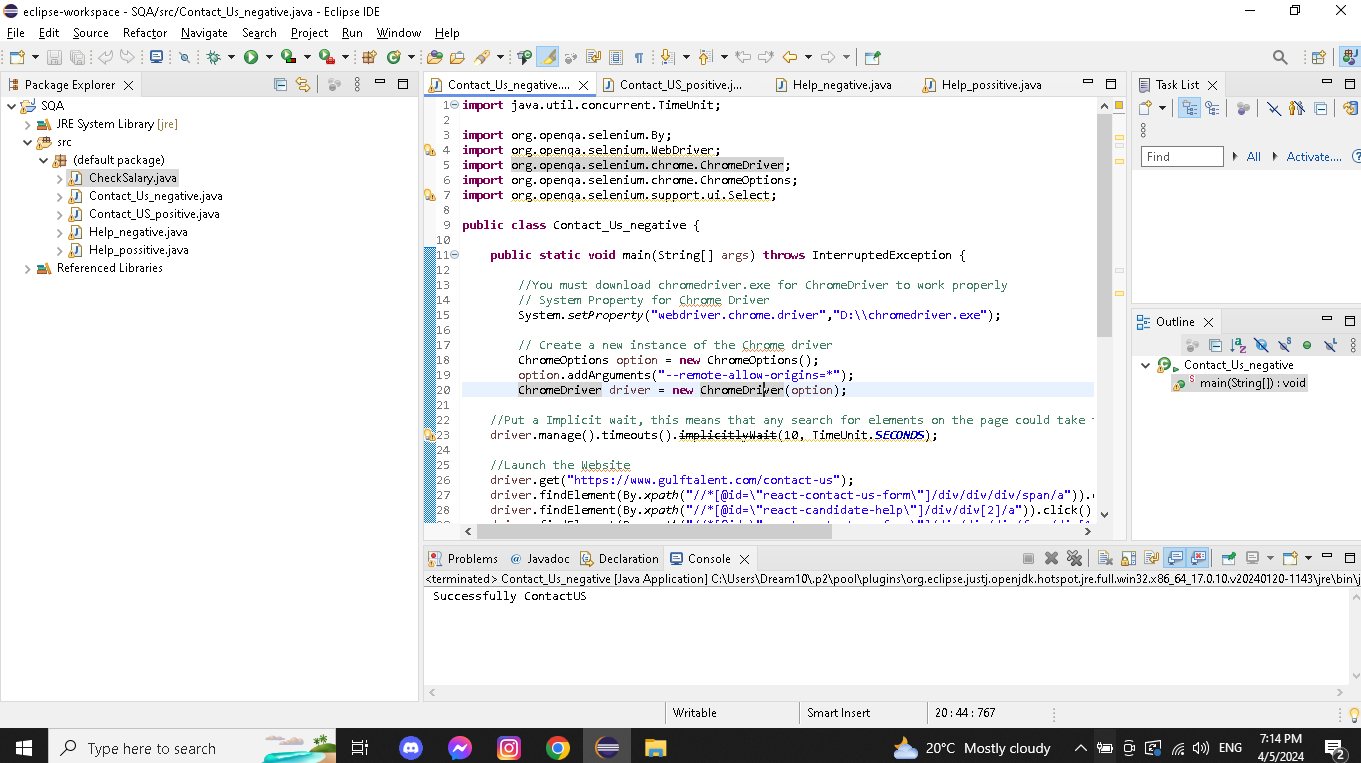 eclipse-workspace - SQA/src/Contact_Us_negative.java - Eclipse IDE
File Edit Source Refactor Navigate Search Project Run Window Help
Package Explorer
SQA
JRE System Library [jre]
src
(default package)
CheckSalary.java
Contact_Us_negative.java
Contact_US_positive.java
Help_negative.java
Help_possitive.java
Referenced Libraries
Contact_Us_negative.... Contact_US_positive.j... Help_negative.java Help_possitive.java
1 import java.util.concurrent.TimeUnit;
2
3 import org.openqa.selenium.By;
4 import org.openqa.selenium.WebDriver;
5 import org.openqa.selenium.chrome.ChromeDriver;
6 import org.openqa.selenium.chrome.ChromeOptions;
7 import org.openqa.selenium.support.ui.Select;
8
9 public class Contact_Us_negative {
10
11 public static void main(String[] args) throws InterruptedException {
12
13 //You must download chromedriver.exe for ChromeDriver to work properly
14 // System Property for Chrome Driver
15 System.setProperty("webdriver.chrome.driver","D:\\chromedriver.exe");
16
17 // Create a new instance of the Chrome driver
18 ChromeOptions option = new ChromeOptions();
19 option.addArguments("--remote-allow-origins=*");
20 ChromeDriver driver = new ChromeDriver(option);
21
22 //Put a Implicit wait, this means that any search for elements on the page could take
23 driver.manage().timeouts().implicitlyWait(10, TimeUnit.SECONDS);
24
25 //Launch the Website
26 driver.get("https://www.gulftalent.com/contact-us");
27 driver.findElement(By.xpath("//*[@id=\"react-contact-us-form\"]/div/div/div/span/a")).
28 driver.findElement(By.xpath("//*[@id=\"react-candidate-help\"]/div/div[2]/a")).click()
Task List
Find
All
Activate....
Outline
Contact_Us_negative
main(String[]) : void
Problems @ Javadoc Declaration Console
<terminated> Contact_Us_negative [Java Application] C:\Users\Dream10\.p2\pool\plugins\org.eclipse.justj.openjdk.hotspot.jre.full.win32.x86_64_17.0.10.v20240120-1143\jre\bin\j
Successfully ContactUS
Writable Smart Insert 20 : 44 : 767
Type here to search
20°C Mostly cloudy
ENG
7:14 PM
4/5/2024
2